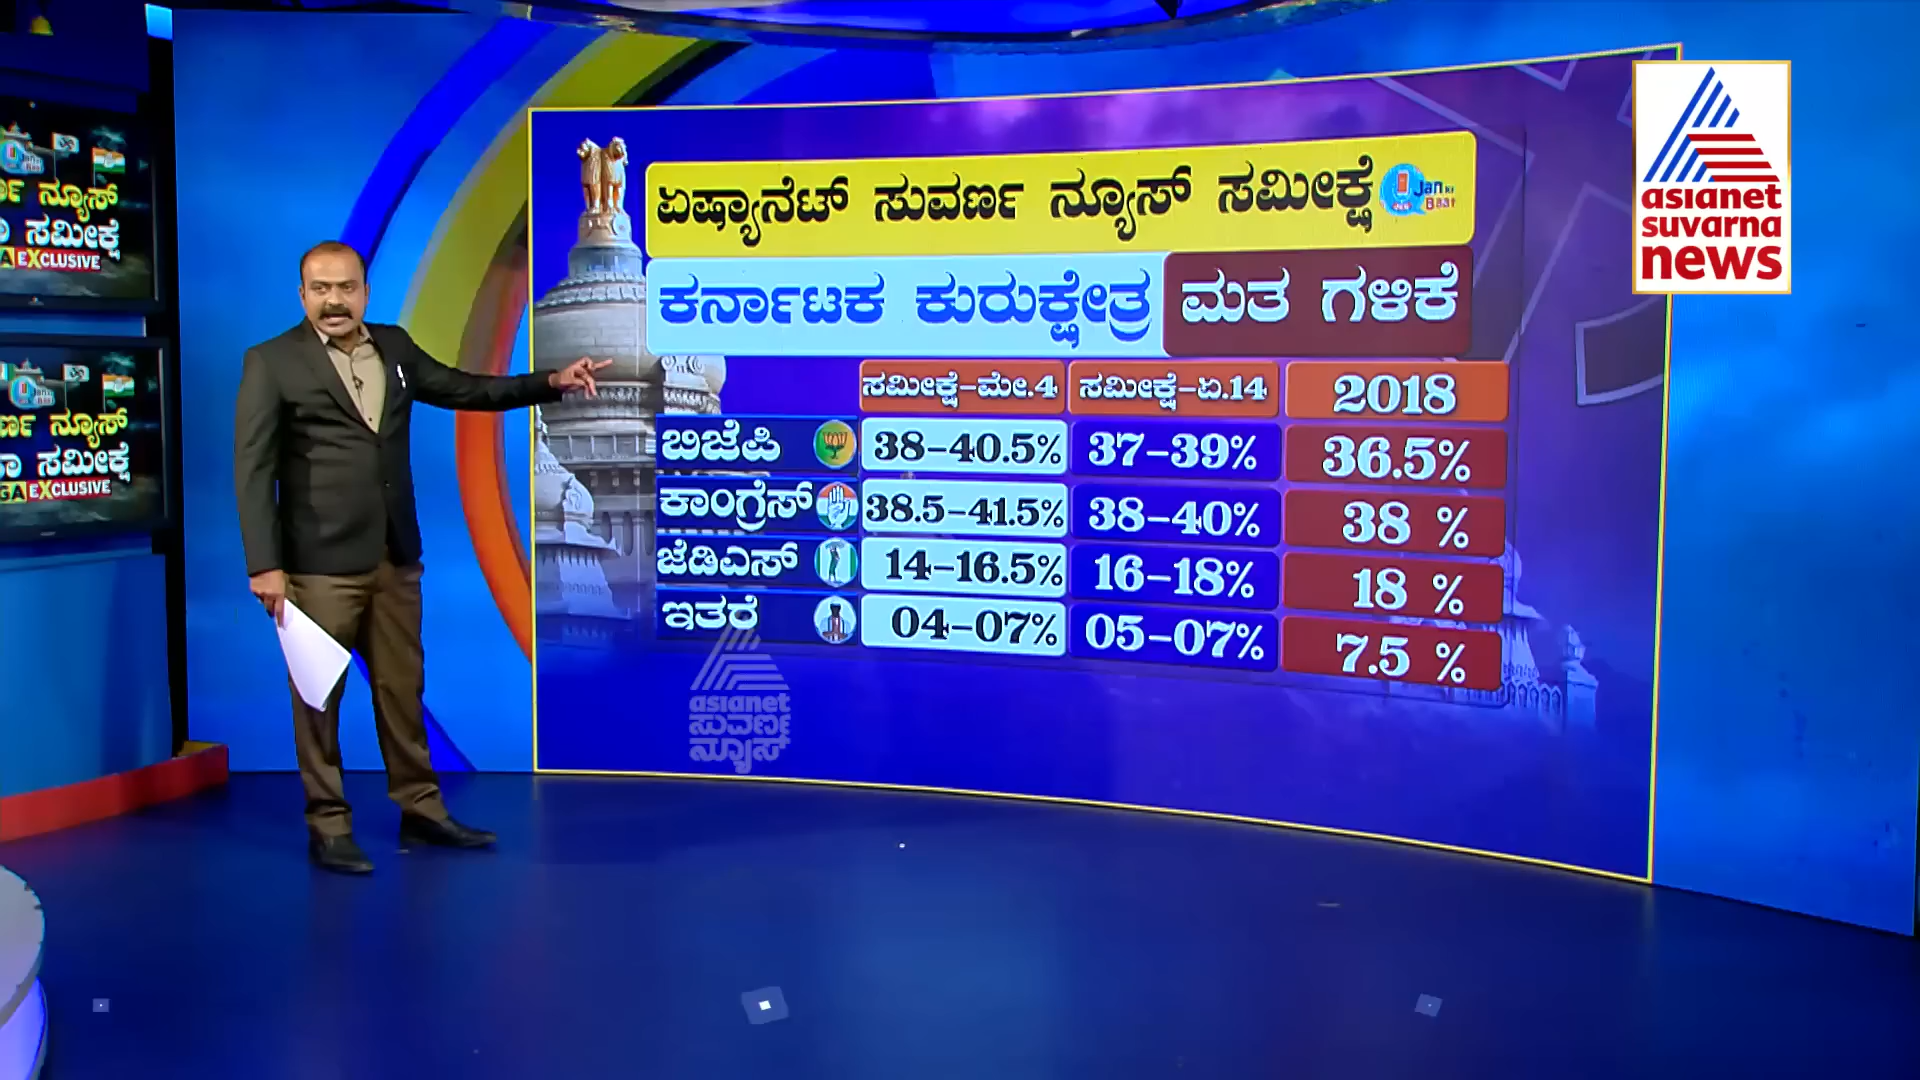 ಏಷ್ಯಾನೆಟ್ ಸುವರ್ಣ ನ್ಯೂಸ್ ಸಮೀಕ್ಷೆ Jan Ki Baat
ಕರ್ನಾಟಕ ಕುರುಕ್ಷೇತ್ರ ಮತ ಗಳಿಕೆ
ಸಮೀಕ್ಷೆ-ಮೇ.4 ಸಮೀಕ್ಷೆ-ಏ.14 2018
ಬಿಜೆಪಿ 38-40.5% 37-39% 36.5%
ಕಾಂಗ್ರೆಸ್ 38.5-41.5% 38-40% 38 %
ಜೆಡಿಎಸ್ 14-16.5% 16-18% 18 %
ಇತರೆ 04-07% 05-07% 7.5 %
asianet
ಸುವರ್ಣ
ನ್ಯೂಸ್
asianet
suvarna
news
ನ್ಯೂಸ್
ಸಮೀಕ್ಷೆ
EXCLUSIVE
ನ್ಯೂಸ್
ಸಮೀಕ್ಷೆ
EXCLUSIVE